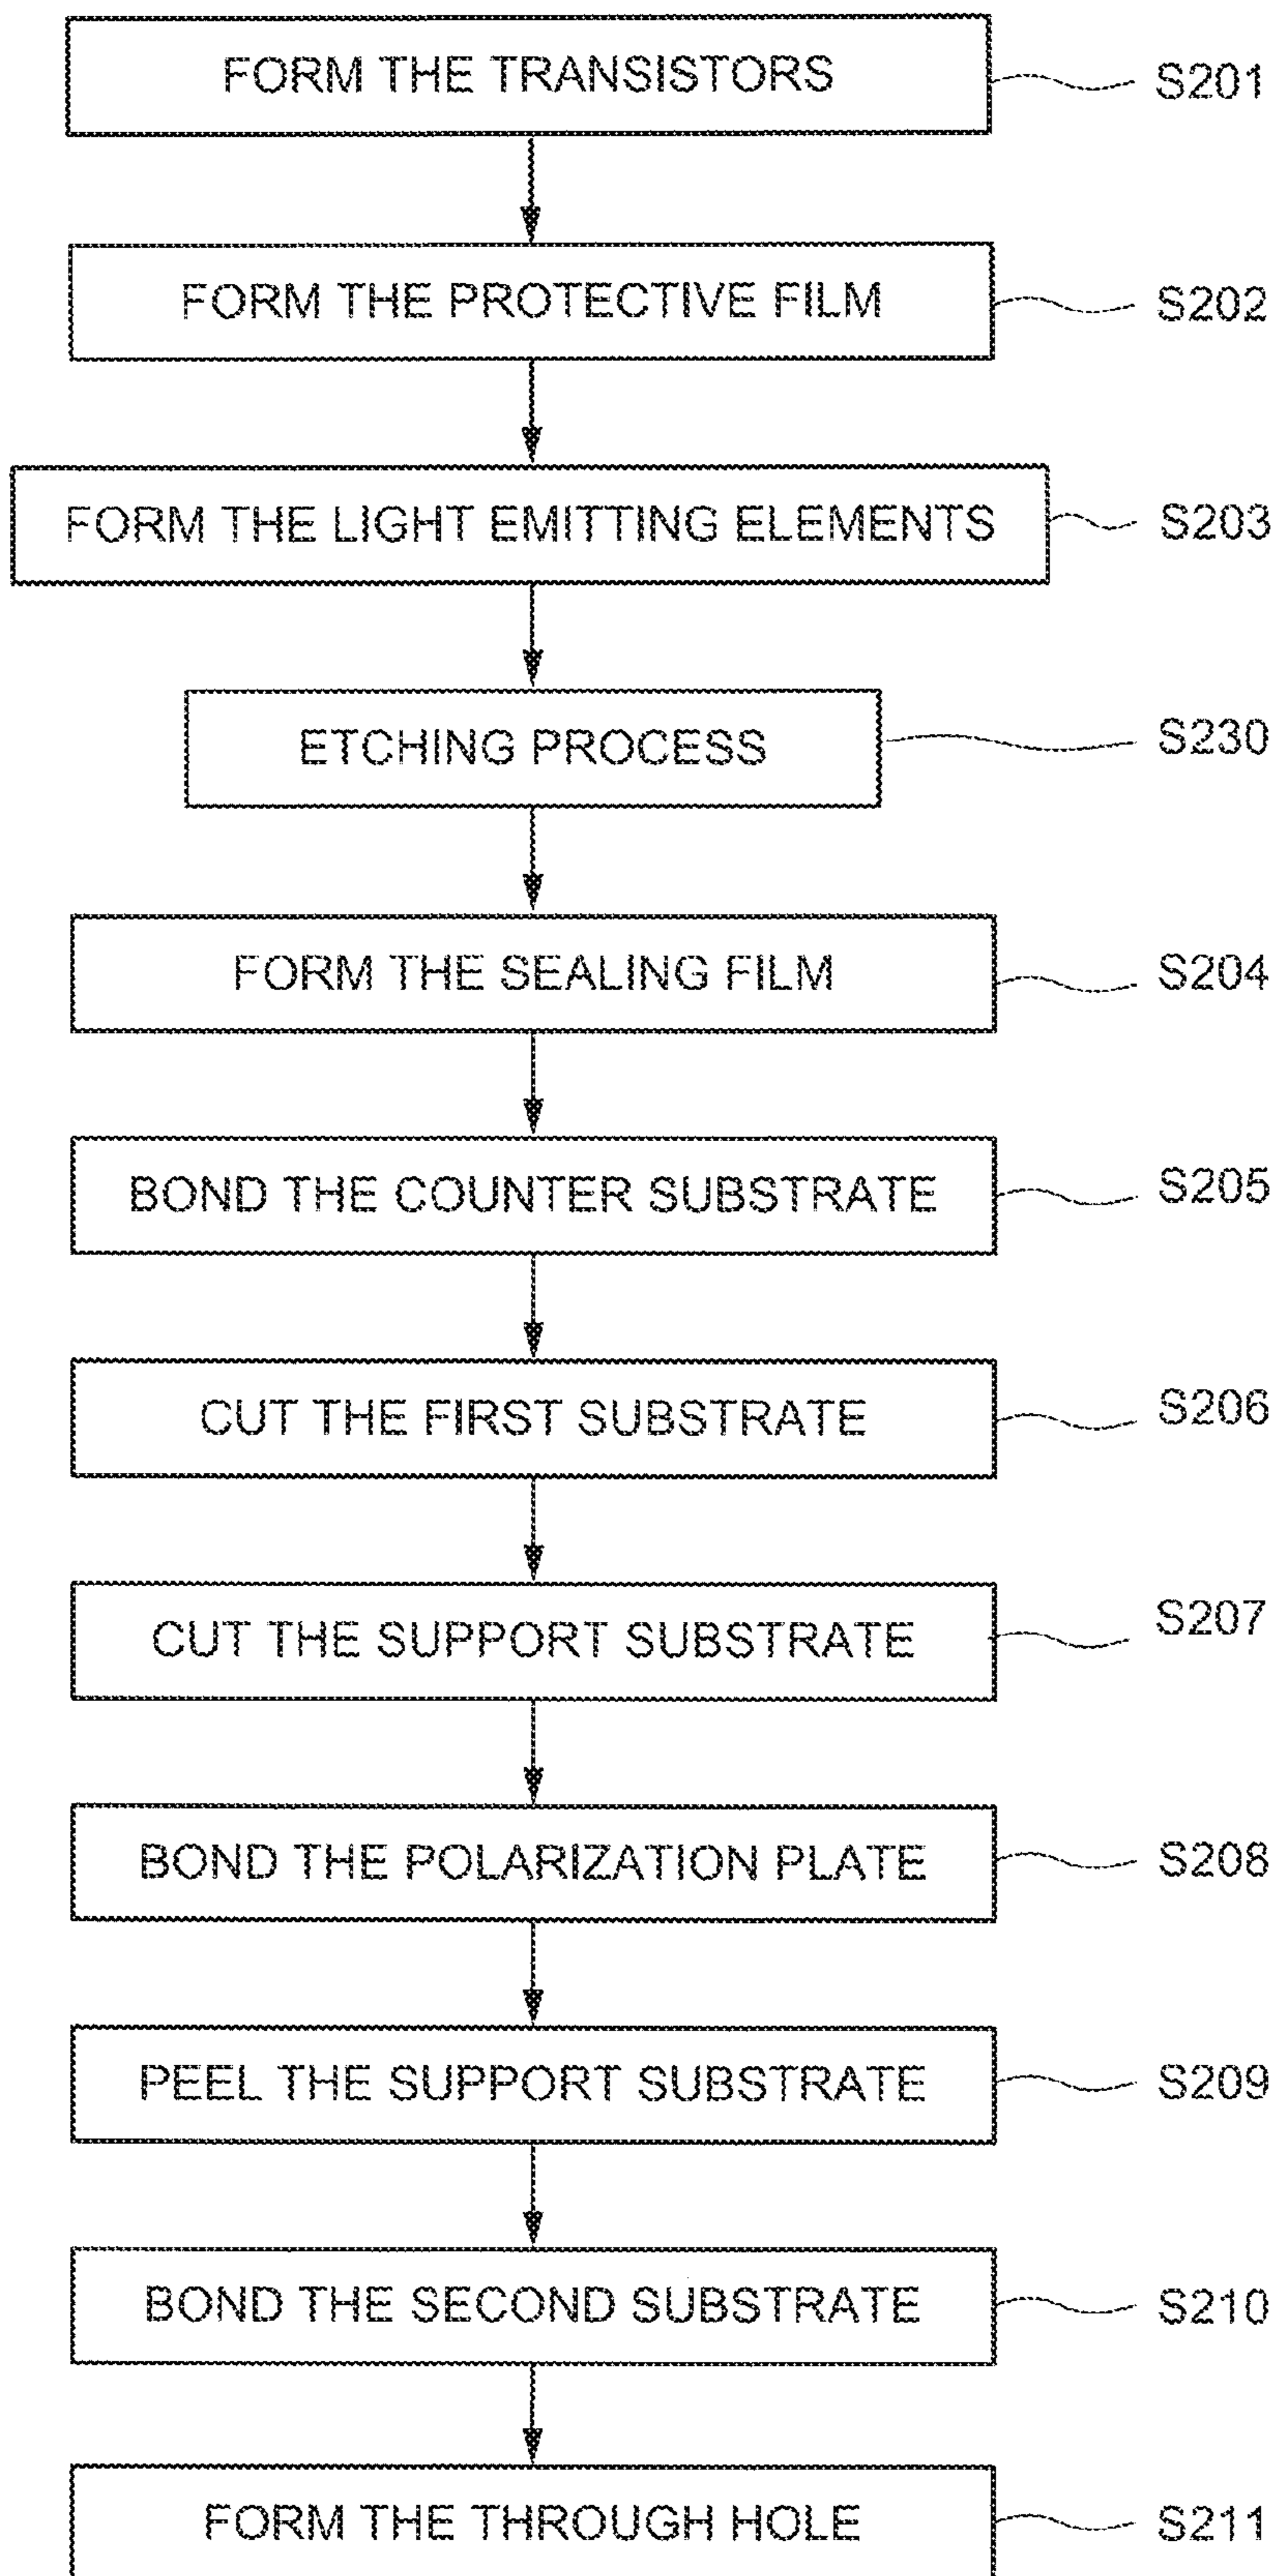 FORM THE TRANSISTORS S201
FORM THE PROTECTIVE FILM S202
FORM THE LIGHT EMITTING ELEMENTS S203
ETCHING PROCESS S230
FORM THE SEALING FILM S204
BOND THE COUNTER SUBSTRATE S205
CUT THE FIRST SUBSTRATE S206
CUT THE SUPPORT SUBSTRATE S207
BOND THE POLARIZATION PLATE S208
PEEL THE SUPPORT SUBSTRATE S209
BOND THE SECOND SUBSTRATE S210
FORM THE THROUGH HOLE S211